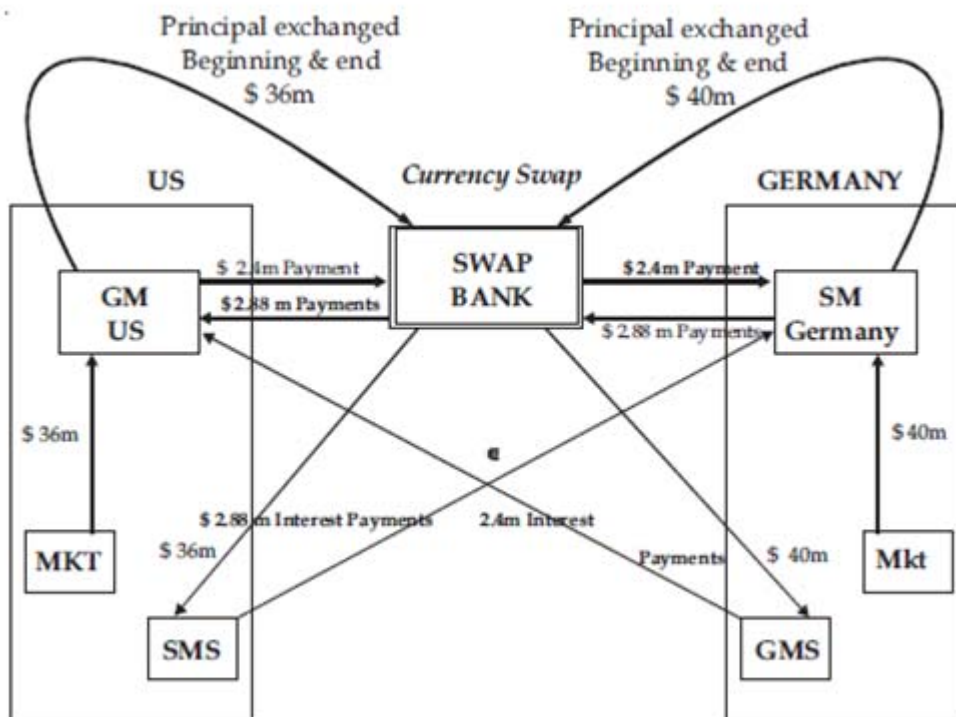 Principal exchanged
Beginning & end
$ 36m
Principal exchanged
Beginning & end
$ 40m
US
Currency Swap
GERMANY
$ 2.4m Payment
SWAP
BANK
$2.4m Payment
GM
US
$2.88 m Payments
$ 2.88 m Payments
SM
Germany
$ 36m
$40m
$ 2.88 m Interest Payments
2.4m Interest
$ 36m
Payments
$ 40m
MKT
Mkt
SMS
GMS